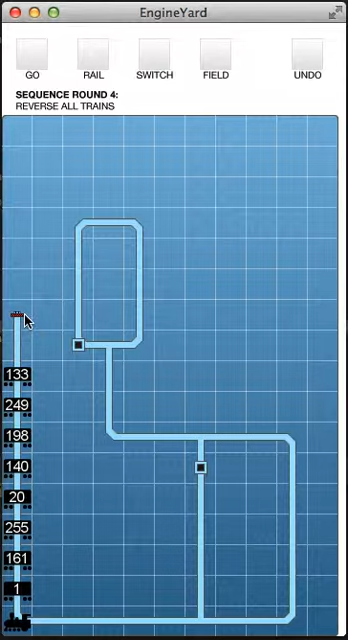 EngineYard
GO RAIL SWITCH FIELD UNDO
SEQUENCE ROUND 4:
REVERSE ALL TRAINS
133
249
198
140
20
255
161
1